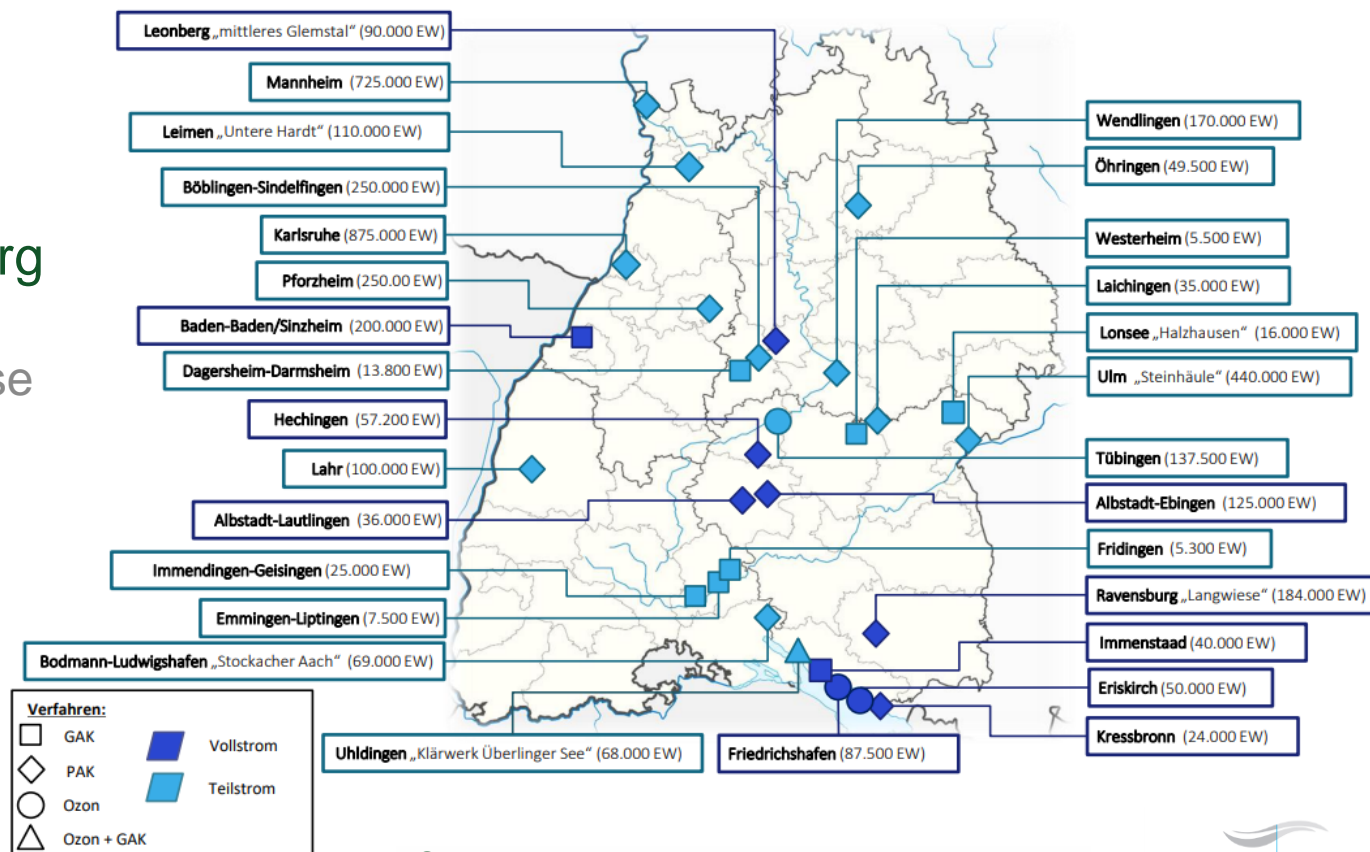 rg
se
Leonberg „mittleres Glemstal“ (90.000 EW)
Mannheim (725.000 EW)
Leimen „Untere Hardt“ (110.000 EW)
Böblingen-Sindelfingen (250.000 EW)
Karlsruhe (875.000 EW)
Pforzheim (250.00 EW)
Baden-Baden/Sinzheim (200.000 EW)
Dagersheim-Darmsheim (13.800 EW)
Hechingen (57.200 EW)
Lahr (100.000 EW)
Albstadt-Lautlingen (36.000 EW)
Immendingen-Geisingen (25.000 EW)
Emmingen-Liptingen (7.500 EW)
Bodmann-Ludwigshafen „Stockacher Aach“ (69.000 EW)
Uhldingen „Klärwerk Überlinger See“ (68.000 EW)
Friedrichshafen (87.500 EW)
Wendlingen (170.000 EW)
Öhringen (49.500 EW)
Westerheim (5.500 EW)
Laichingen (35.000 EW)
Lonsee „Halzhausen“ (16.000 EW)
Ulm „Steinhäule“ (440.000 EW)
Tübingen (137.500 EW)
Albstadt-Ebingen (125.000 EW)
Fridingen (5.300 EW)
Ravensburg „Langwiese“ (184.000 EW)
Immenstaad (40.000 EW)
Eriskirch (50.000 EW)
Kressbronn (24.000 EW)
Verfahren:
GAK
PAK
Ozon
Ozon + GAK
Vollstrom
Teilstrom